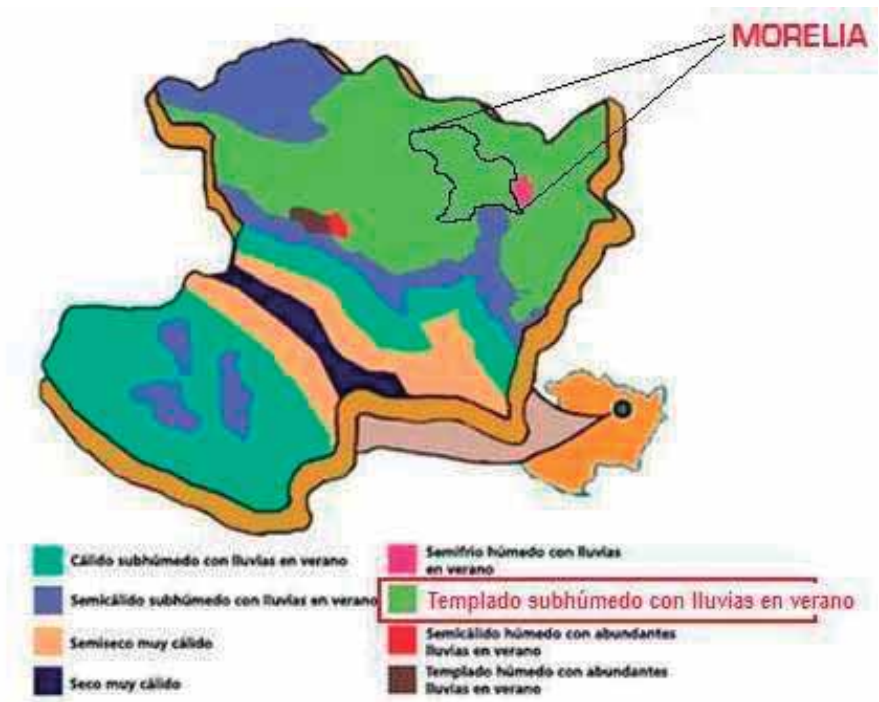 MORELIA
Cálido subhúmedo con lluvias en verano
Semicálido subhúmedo con lluvias en verano
Semiseco muy cálido
Seco muy cálido
Semifrío húmedo con lluvias
en verano
Templado subhúmedo con lluvias en verano
Semicálido húmedo con abundantes
lluvias en verano
Templado húmedo con abundantes
lluvias en verano